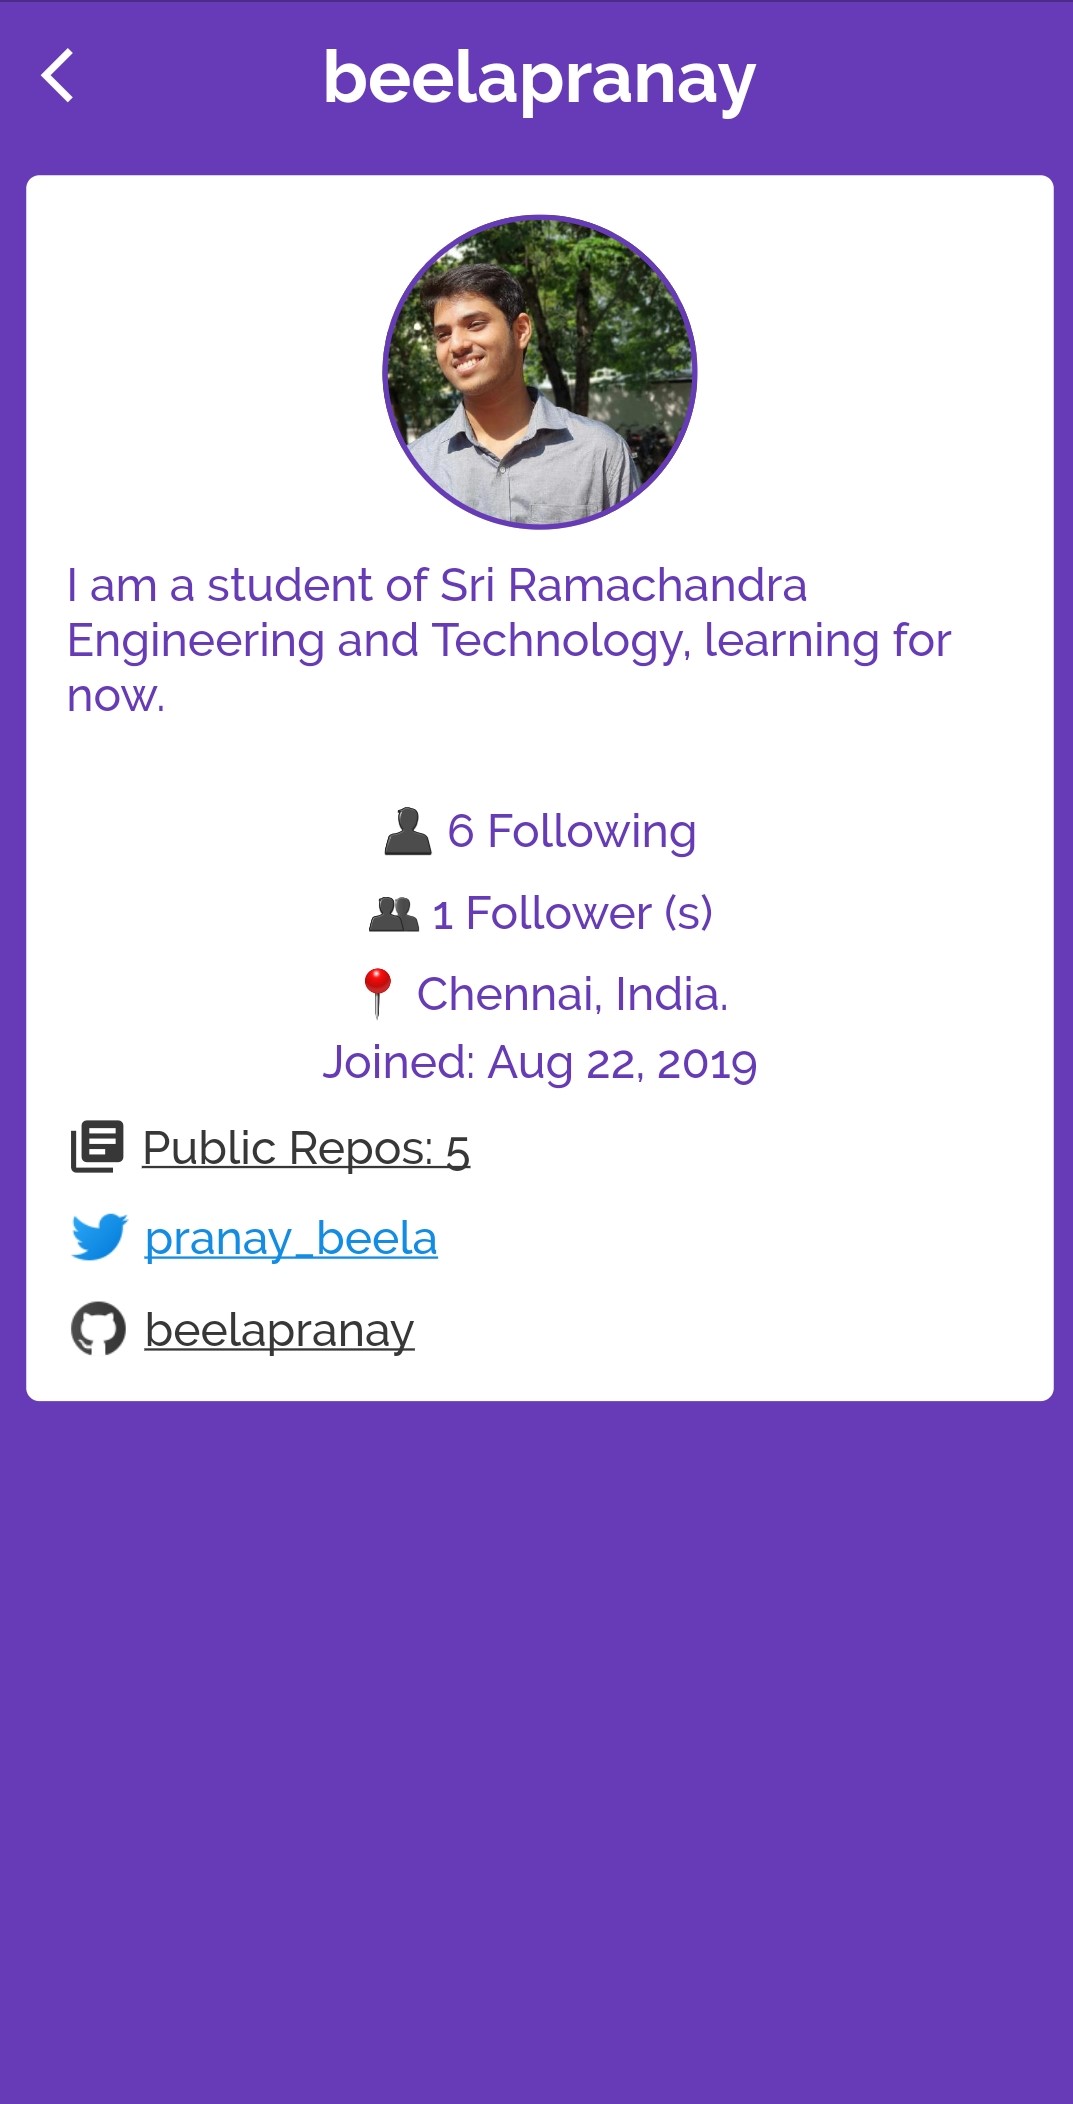 beelapranay
I am a student of Sri Ramachandra
Engineering and Technology, learning for
now.
6 Following
1 Follower (s)
Chennai, India.
Joined: Aug 22, 2019
Public Repos: 5
pranay_beela
beelapranay